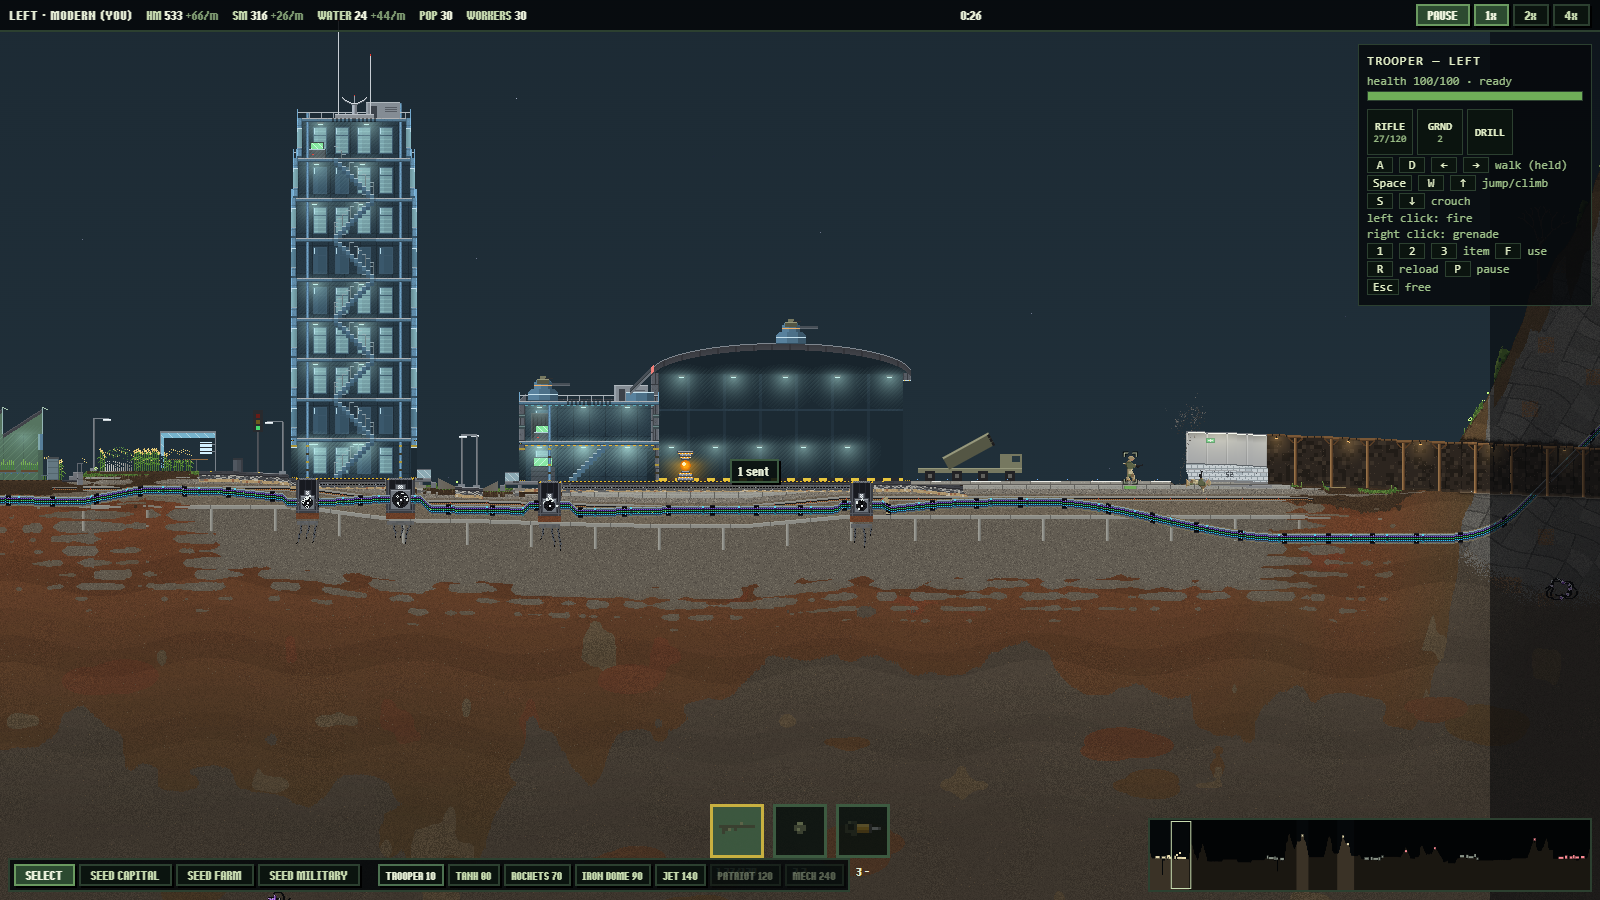 LEFT · MODERN (YOU) HM 533 +66/m SM 316 +26/m WATER 24 +44/m POP 30 WORKERS 30 0:26 PAUSE 1x 2x 4x
TROOPER — LEFT
health 100/100 · ready
RIFLE GRND DRILL
27/120 2
A D ← → walk (held)
Space W ↑ jump/climb
S ↓ crouch
left click: fire
right click: grenade
1 2 3 item F use
R reload P pause
Esc free
1 sent
SELECT SEED CAPITAL SEED FARM SEED MILITARY TROOPER 10 TANK 80 ROCKETS 70 IRON DOME 90 JET 140 PATRIOT 120 MECH 240 3 -